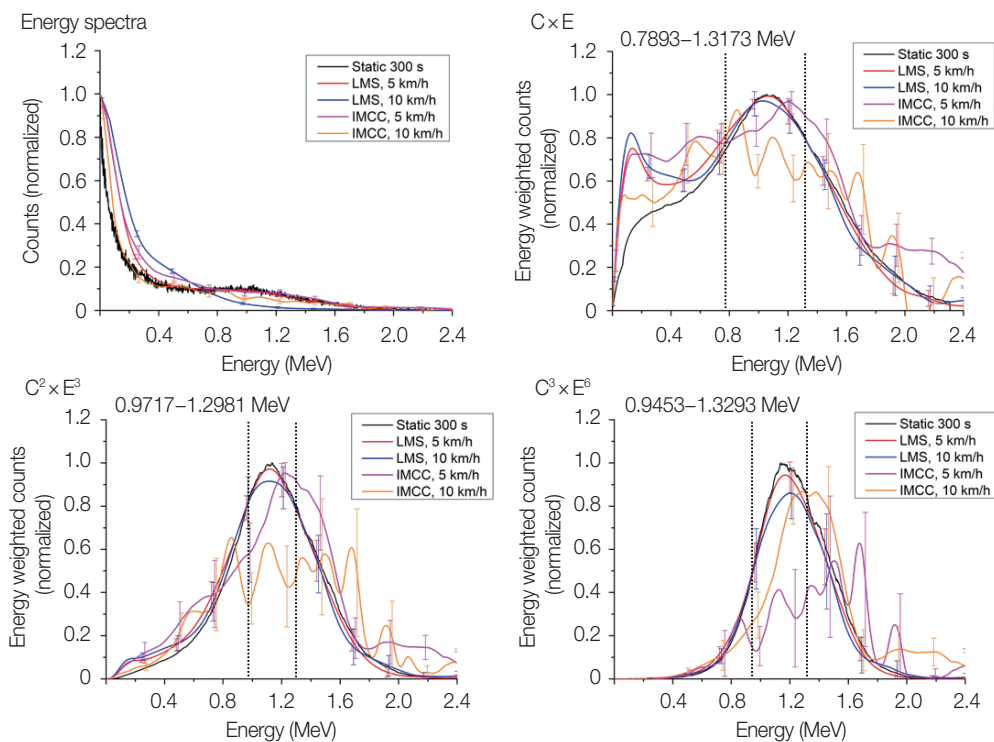 Energy spectra
Counts (normalized)
1.2
1.0
0.8
0.6
0.4
0.2
0
Static 300 s
LMS, 5 km/h
LMS, 10 km/h
IMCC, 5 km/h
IMCC, 10 km/h
0.4 0.8 1.2 1.6 2.0 2.4
Energy (MeV)
C×E
0.7893–1.3173 MeV
Energy weighted counts
(normalized)
1.2
1.0
0.8
0.6
0.4
0.2
0
Static 300 s
LMS, 5 km/h
LMS, 10 km/h
IMCC, 5 km/h
IMCC, 10 km/h
0.4 0.8 1.2 1.6 2.0 2.4
Energy (MeV)
C²×E³
0.9717–1.2981 MeV
Energy weighted counts
(normalized)
1.2
1.0
0.8
0.6
0.4
0.2
0
Static 300 s
LMS, 5 km/h
LMS, 10 km/h
IMCC, 5 km/h
IMCC, 10 km/h
0.4 0.8 1.2 1.6 2.0 2.4
Energy (MeV)
C³×E⁶
0.9453–1.3293 MeV
Energy weighted counts
(normalized)
1.2
1.0
0.8
0.6
0.4
0.2
0
Static 300 s
LMS, 5 km/h
LMS, 10 km/h
IMCC, 5 km/h
IMCC, 10 km/h
0.4 0.8 1.2 1.6 2.0 2.4
Energy (MeV)